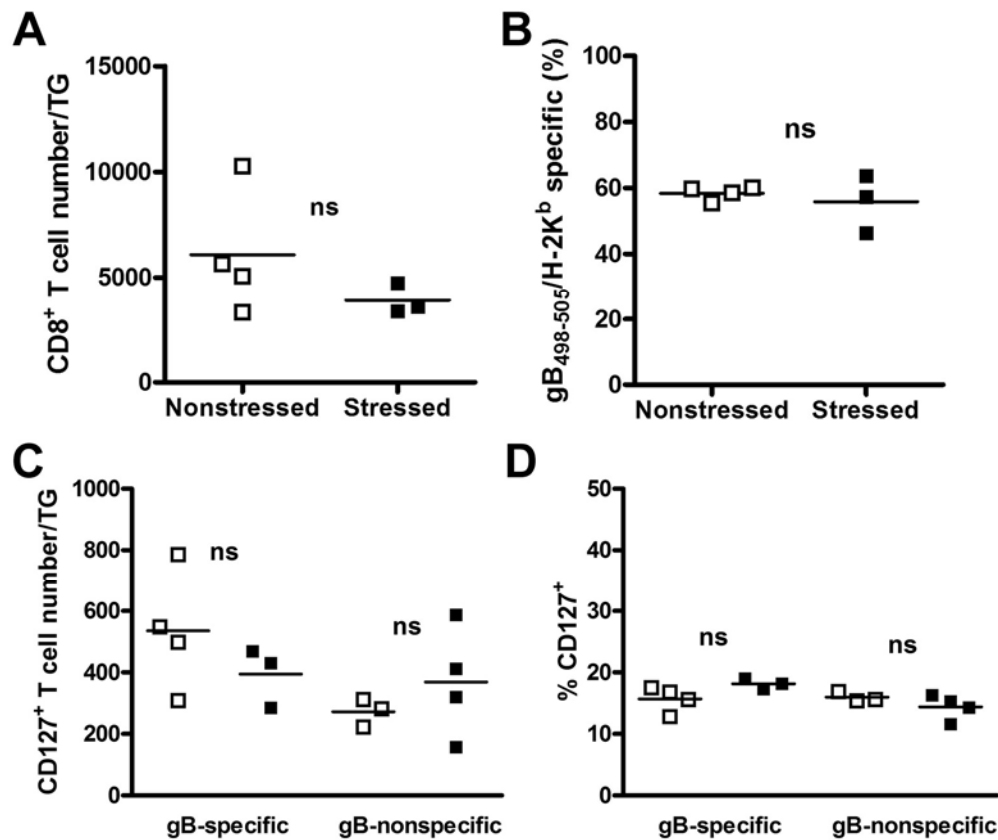 A
CD8⁺ T cell number/TG
15000
10000
5000
0
ns
Nonstressed Stressed
B
gB₄₉₈₋₅₀₅/H-2Kᵇ specific (%)
100
80
60
40
20
0
ns
Nonstressed Stressed
C
CD127⁺ T cell number/TG
1000
800
600
400
200
0
ns
ns
gB-specific gB-nonspecific
D
% CD127⁺
50
40
30
20
10
0
ns
ns
gB-specific gB-nonspecific